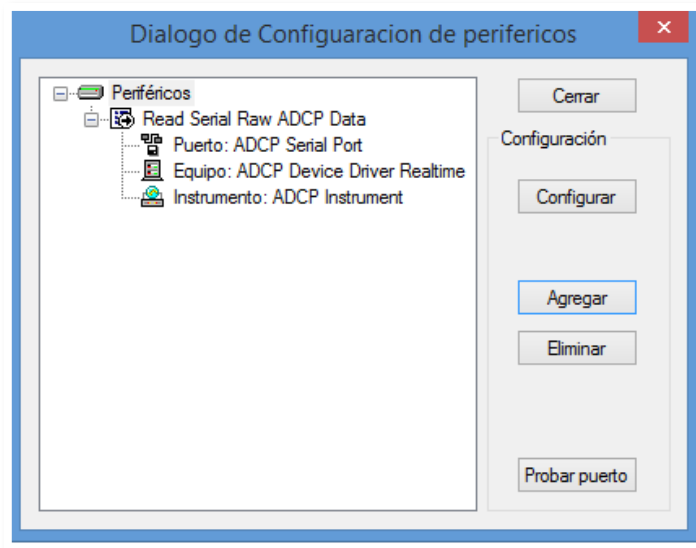 Dialogo de Configuaracion de perifericos
Periféricos
Read Serial Raw ADCP Data
Puerto: ADCP Serial Port
Equipo: ADCP Device Driver Realtime
Instrumento: ADCP Instrument
Cerrar
Configuración
Configurar
Agregar
Eliminar
Probar puerto